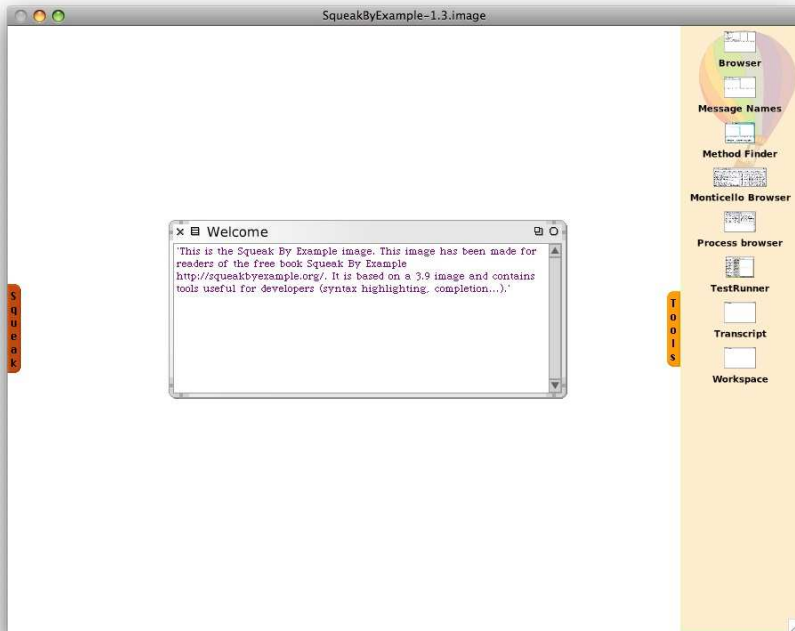 SqueakByExample-1.3.image
Browser
Message Names
Method Finder
Monticello Browser
Process browser
TestRunner
Transcript
Workspace
Welcome
'This is the Squeak By Example image. This image has been made for
readers of the free book Squeak By Example
http://squeakbyexample.org/. It is based on a 3.9 image and contains
tools useful for developers (syntax highlighting, completion...).'
Squeak
Tools